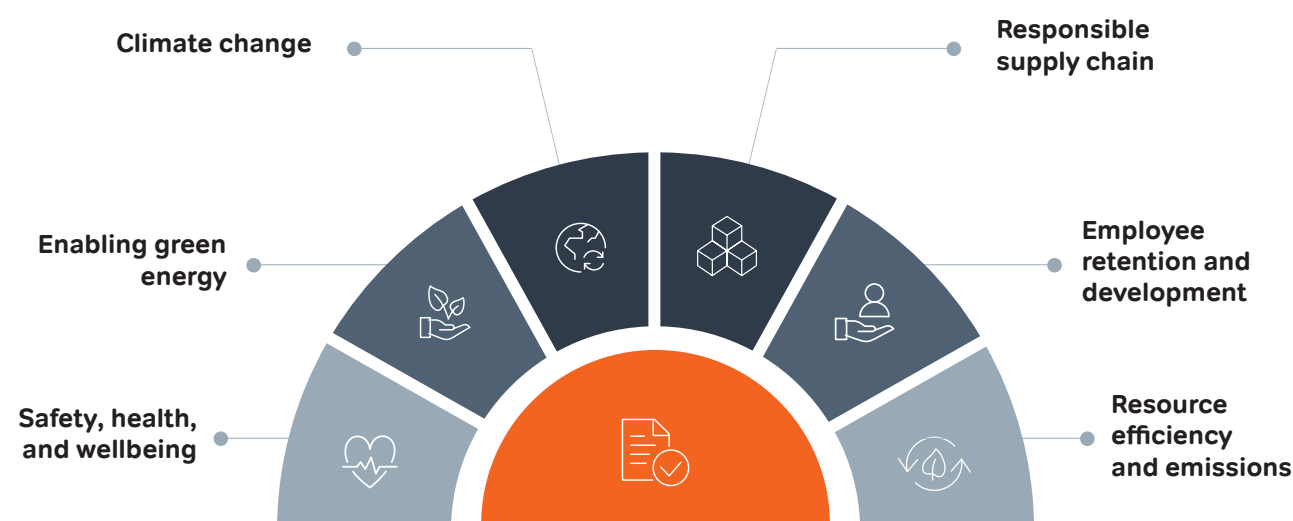 Climate change
Responsible
supply chain
Enabling green
energy
Employee
retention and
development
Safety, health,
and wellbeing
Resource
efficiency
and emissions